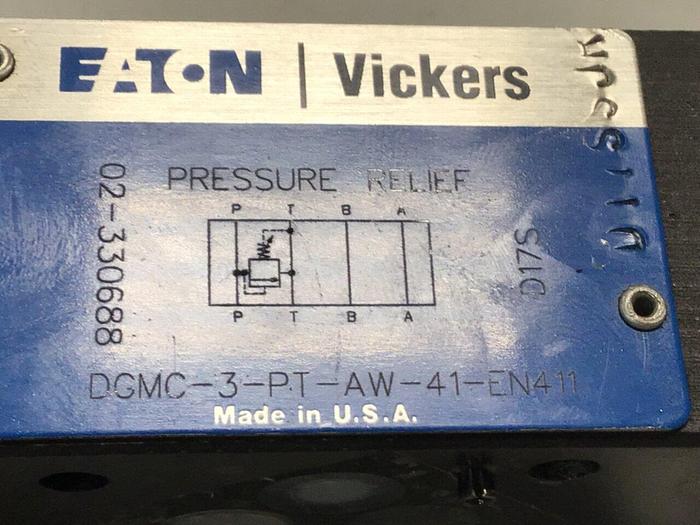 EATON | Vickers
PRESSURE RELIEF
02-330688
P T B A
P T B A
D17S
DGMC-3-PT-AW-41-EN411
Made in U.S.A.